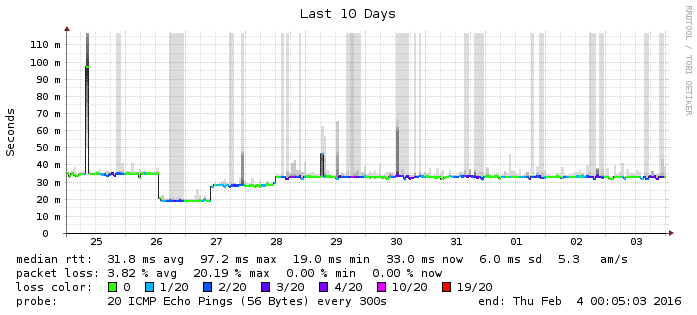 Last 10 Days
RRDTOOL / TOBI OETIKER
Seconds
110 m
100 m
90 m
80 m
70 m
60 m
50 m
40 m
30 m
20 m
10 m
0
25 26 27 28 29 30 31 01 02 03
median rtt: 31.8 ms avg 97.2 ms max 19.0 ms min 33.0 ms now 6.0 ms sd 5.3 am/s
packet loss: 3.82 % avg 20.19 % max 0.00 % min 0.00 % now
loss color: 0 1/20 2/20 3/20 4/20 10/20 19/20
probe: 20 ICMP Echo Pings (56 Bytes) every 300s end: Thu Feb 4 00:05:03 2016